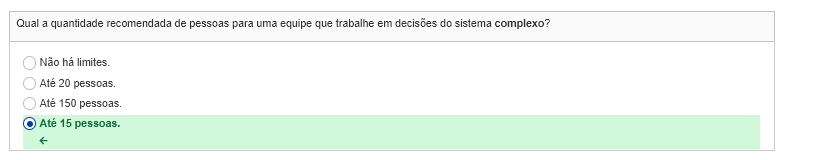 Qual a quantidade recomendada de pessoas para uma equipe que trabalhe em decisões do sistema complexo?
Não há limites.
Até 20 pessoas.
Até 150 pessoas.
Até 15 pessoas.
←